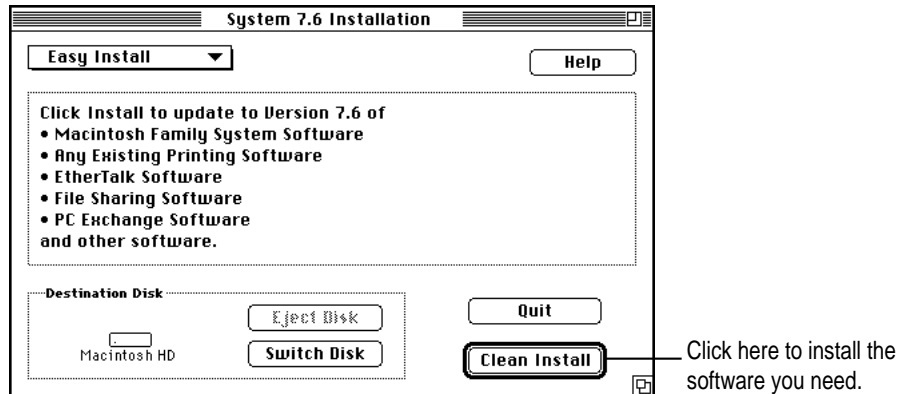 System 7.6 Installation
Easy Install
Help
Click Install to update to Version 7.6 of
• Macintosh Family System Software
• Any Existing Printing Software
• EtherTalk Software
• File Sharing Software
• PC Exchange Software
and other software.
Destination Disk
Eject Disk
Quit
Macintosh HD
Switch Disk
Clean Install
Click here to install the
software you need.